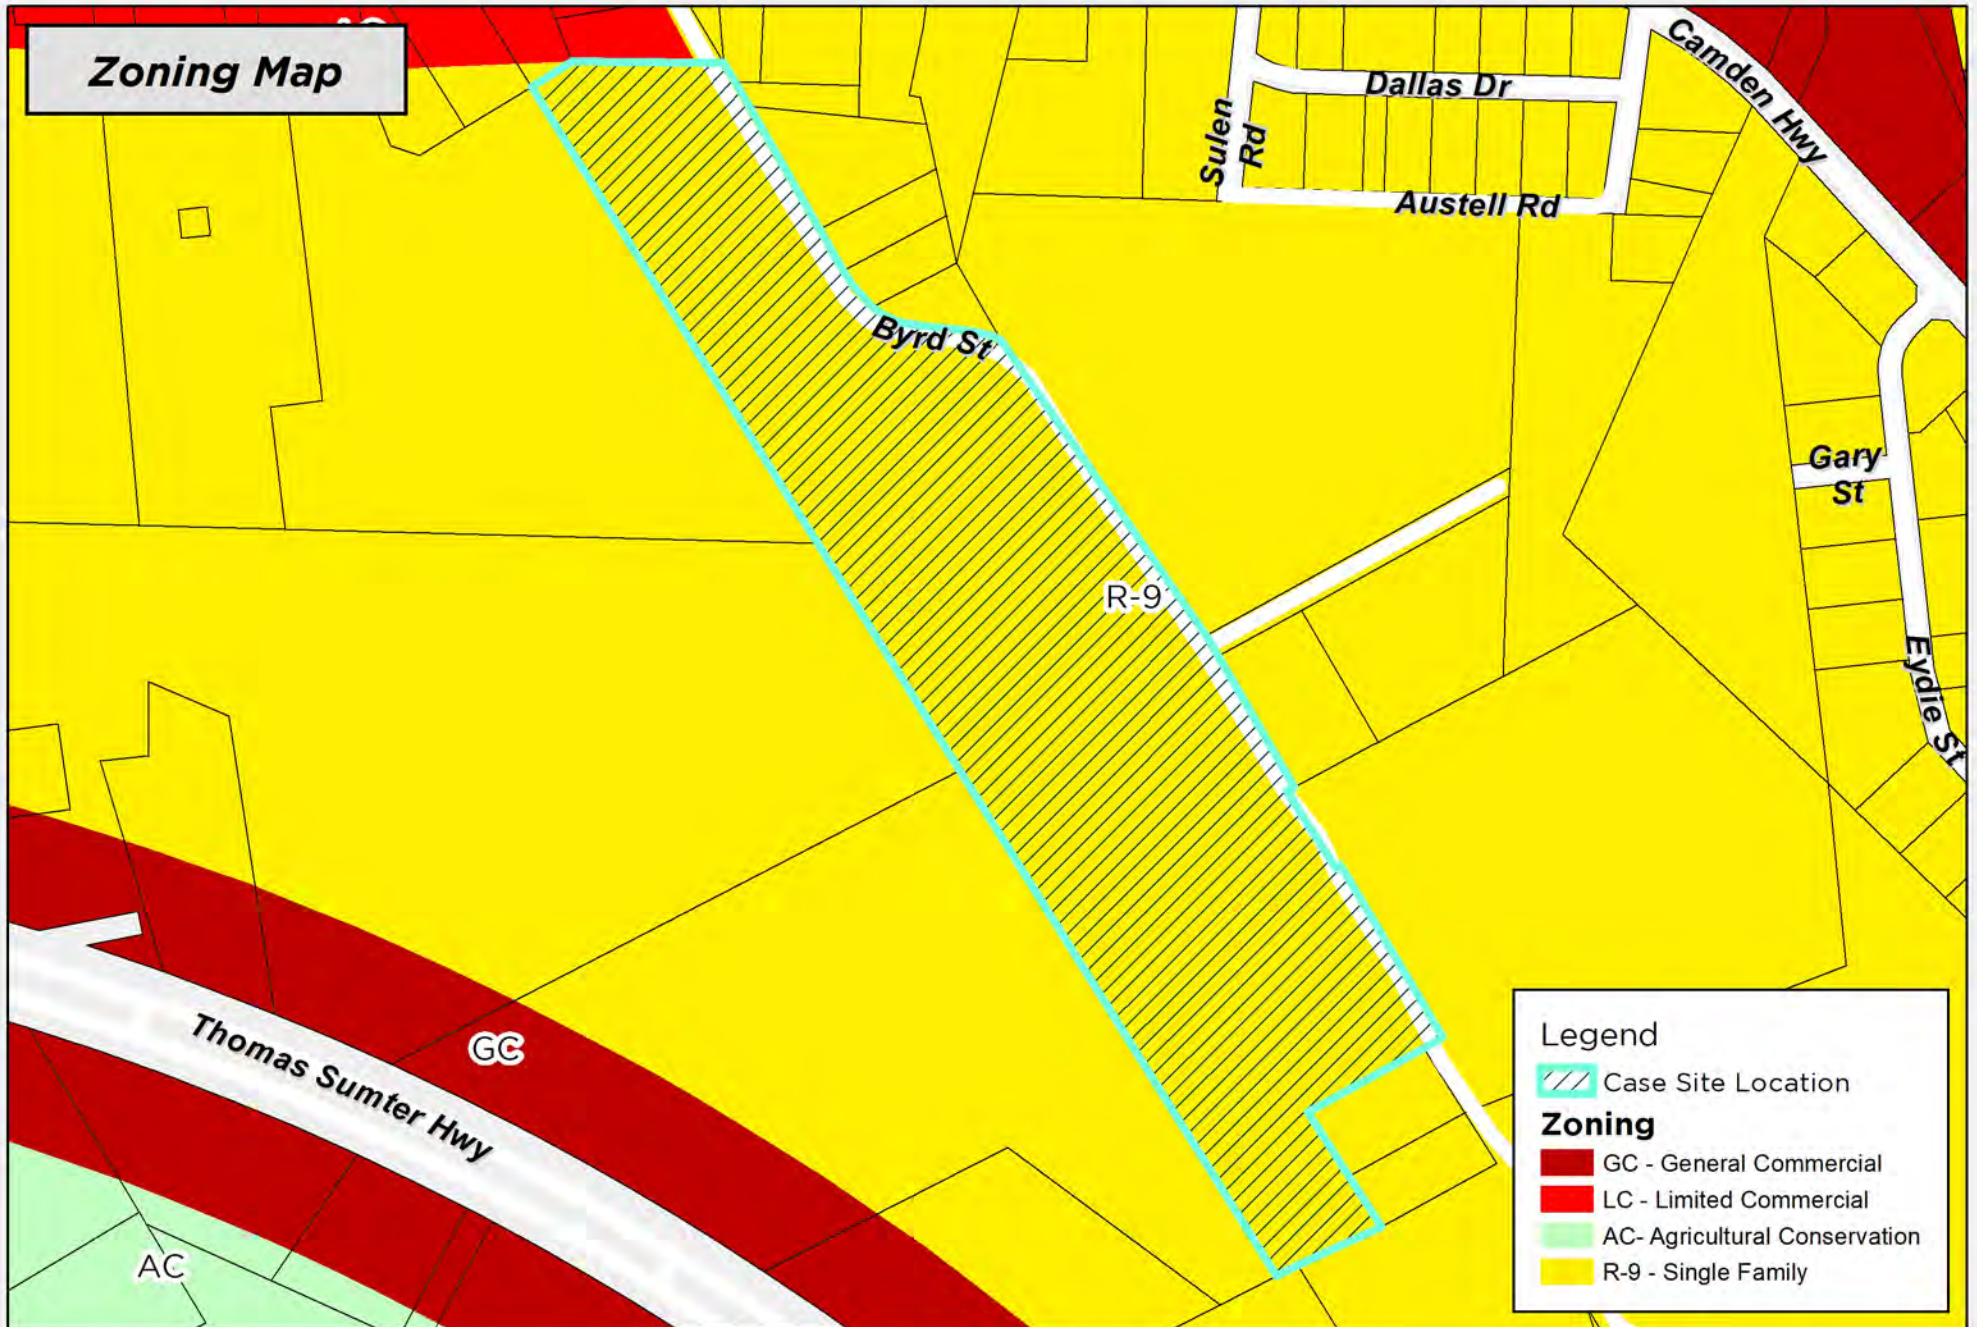 Zoning Map
Camden Hwy
Dallas Dr
Sulen
Rd
Austell Rd
Byrd St
Gary
St
R-9
Eydie St
Thomas Sumter Hwy
GC
AC
Legend
Case Site Location
Zoning
GC - General Commercial
LC - Limited Commercial
AC- Agricultural Conservation
R-9 - Single Family